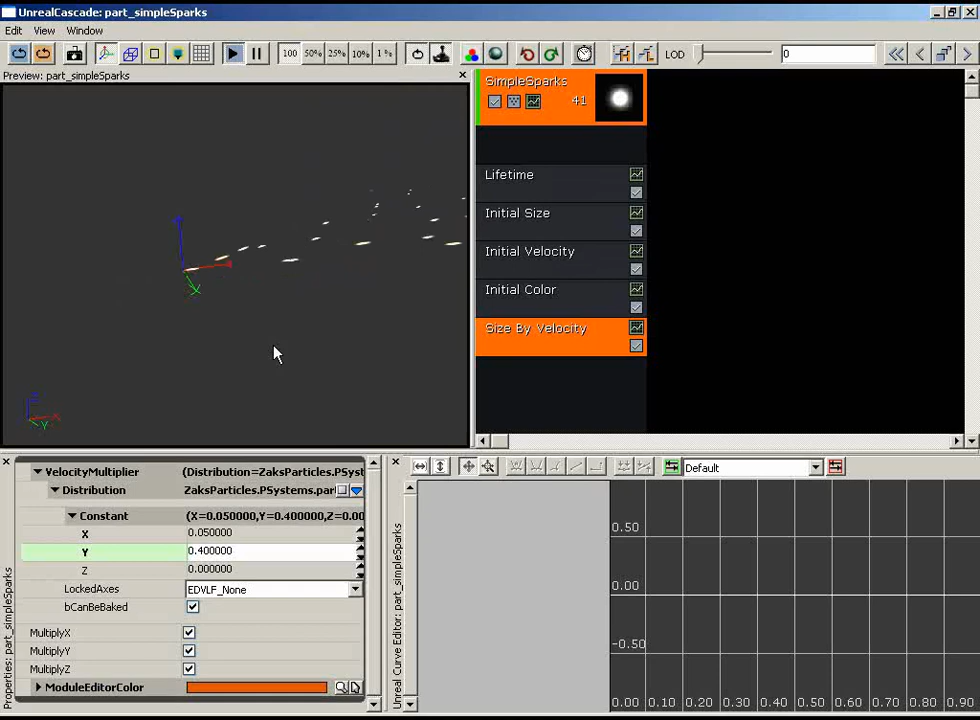 UnrealCascade: part_simpleSparks
Edit View Window
100 50% 25% 10% 1% LOD 0
Preview: part_simpleSparks
SimpleSparks
41
Lifetime
Initial Size
Initial Velocity
Initial Color
Size By Velocity
X
Y
VelocityMultiplier (Distribution=ZaksParticles.PSyst
Distribution ZaksParticles.PSystems.part
Constant (X=0.050000,Y=0.400000,Z=0.00
X 0.050000
Y 0.400000
Z 0.000000
LockedAxes EDVLF_None
bCanBeBaked
MultiplyX
MultiplyY
MultiplyZ
ModuleEditorColor
Properties: part_simpleSparks
Default
Unreal Curve Editor: part_simpleSparks
0.50
0.00
-0.50
0.00 0.10 0.20 0.30 0.40 0.50 0.60 0.70 0.80 0.90